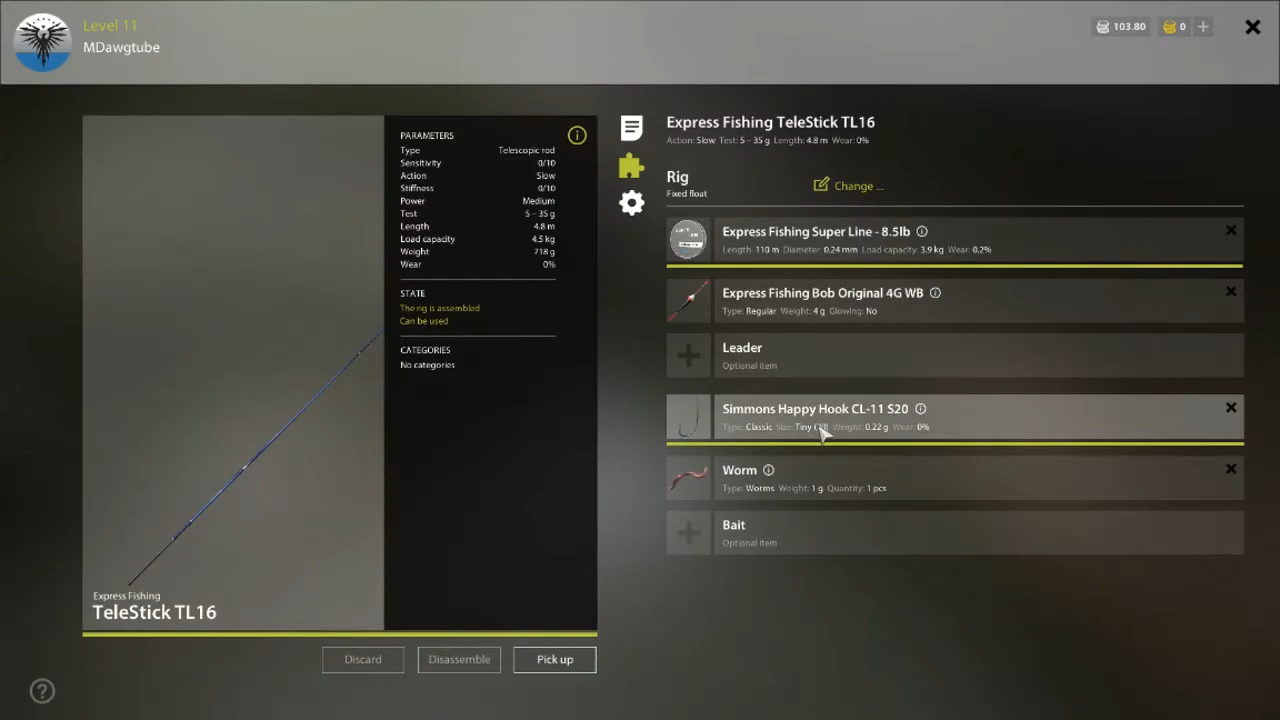 Level 11
MDawgtube
103.80
0
PARAMETERS
Type Telescopic rod
Sensitivity 0/10
Action Slow
Stiffness 0/10
Power Medium
Test 5 – 35 g
Length 4.8 m
Load capacity 4.5 kg
Weight 718 g
Wear 0%
STATE
The rig is assembled
Can be used
CATEGORIES
No categories
Express Fishing
TeleStick TL16
Discard
Disassemble
Pick up
Express Fishing TeleStick TL16
Action: Slow Test: 5 – 35 g Length: 4.8 m Wear: 0%
Rig
Fixed float
Change ...
Express Fishing Super Line - 8.5lb
Length: 110 m Diameter: 0.24 mm Load capacity: 3.9 kg Wear: 0.2%
Express Fishing Bob Original 4G WB
Type: Regular Weight: 4 g Glowing: No
Leader
Optional item
Simmons Happy Hook CL-11 S20
Type: Classic Size: Tiny Weight: 0.22 g Wear: 0%
Worm
Type: Worms Weight: 1 g Quantity: 1 pcs
Bait
Optional item